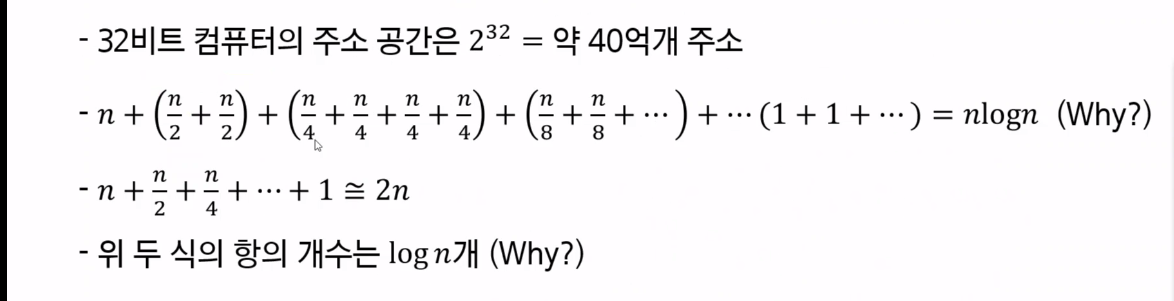 - 32비트 컴퓨터의 주소 공간은 2³² = 약 40억개 주소
- n + (n/2 + n/2) + (n/4 + n/4 + n/4 + n/4) + (n/8 + n/8 + ⋯) + ⋯ (1 + 1 + ⋯) = nlogn (Why?)
- n + n/2 + n/4 + ⋯ + 1 ≅ 2n
- 위 두 식의 항의 개수는 log n개 (Why?)